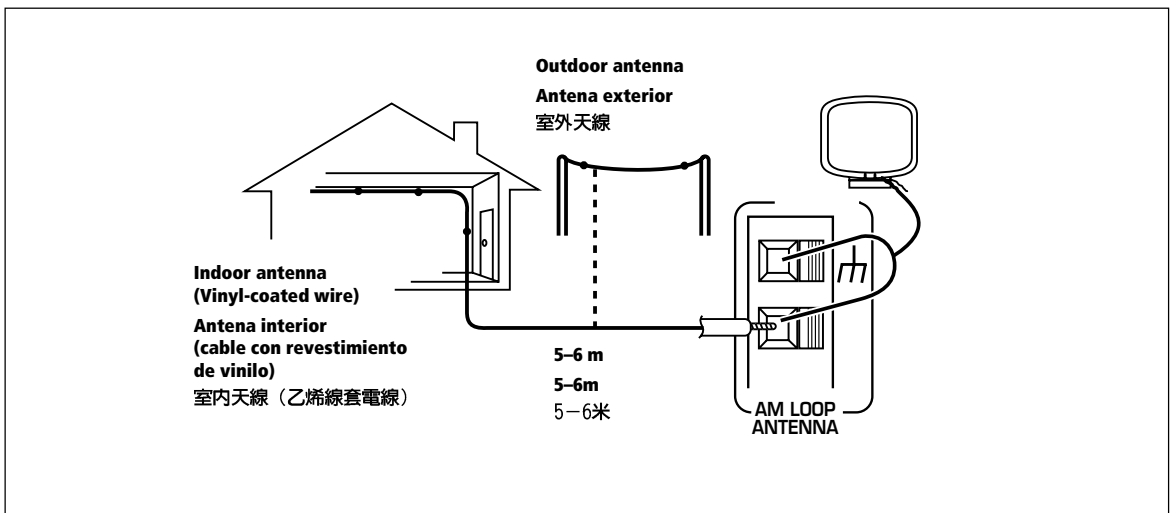 Outdoor antenna
Antena exterior
室外天線
Indoor antenna
(Vinyl-coated wire)
Antena interior
(cable con revestimiento
de vinilo)
室内天線（乙烯線套電線）
5–6 m
5–6m
5－6米
AM LOOP
ANTENNA